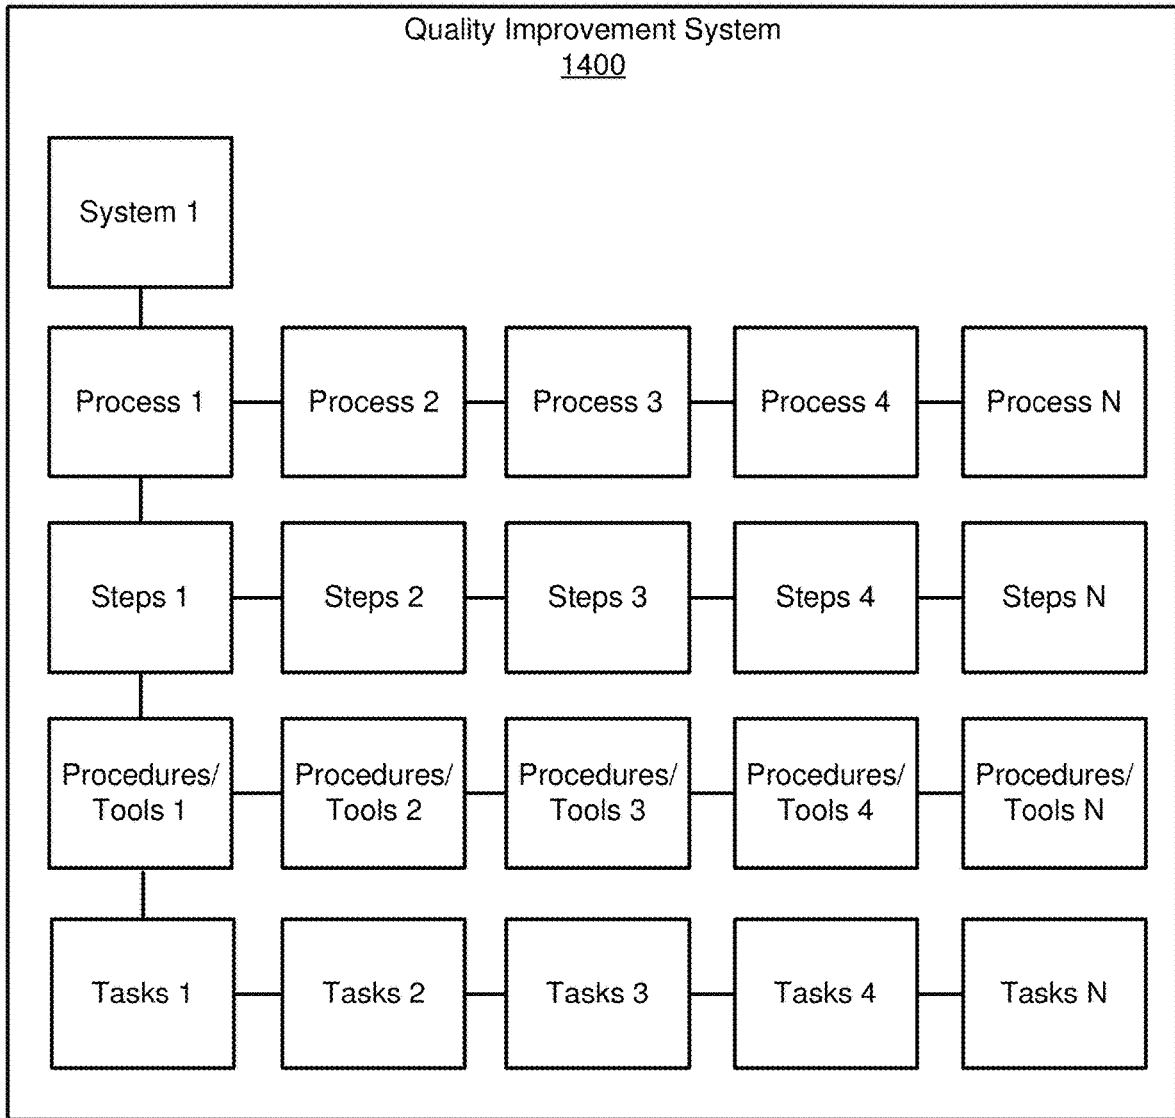 Quality Improvement System
1400
System 1
Process 1
Process 2
Process 3
Process 4
Process N
Steps 1
Steps 2
Steps 3
Steps 4
Steps N
Procedures/
Tools 1
Procedures/
Tools 2
Procedures/
Tools 3
Procedures/
Tools 4
Procedures/
Tools N
Tasks 1
Tasks 2
Tasks 3
Tasks 4
Tasks N